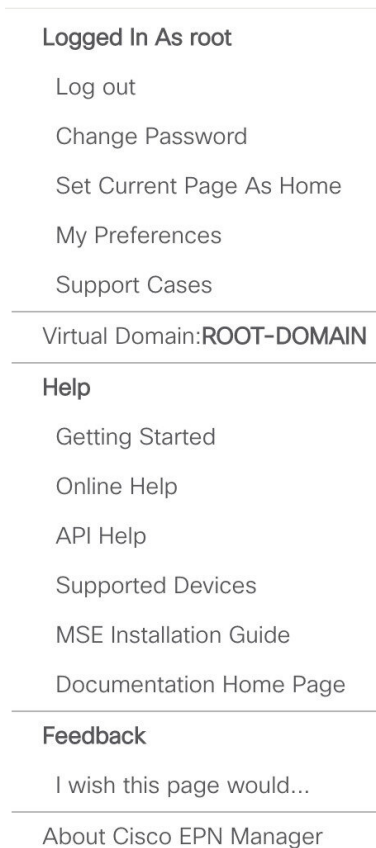 Logged In As root
Log out
Change Password
Set Current Page As Home
My Preferences
Support Cases
Virtual Domain:ROOT-DOMAIN
Help
Getting Started
Online Help
API Help
Supported Devices
MSE Installation Guide
Documentation Home Page
Feedback
I wish this page would...
About Cisco EPN Manager